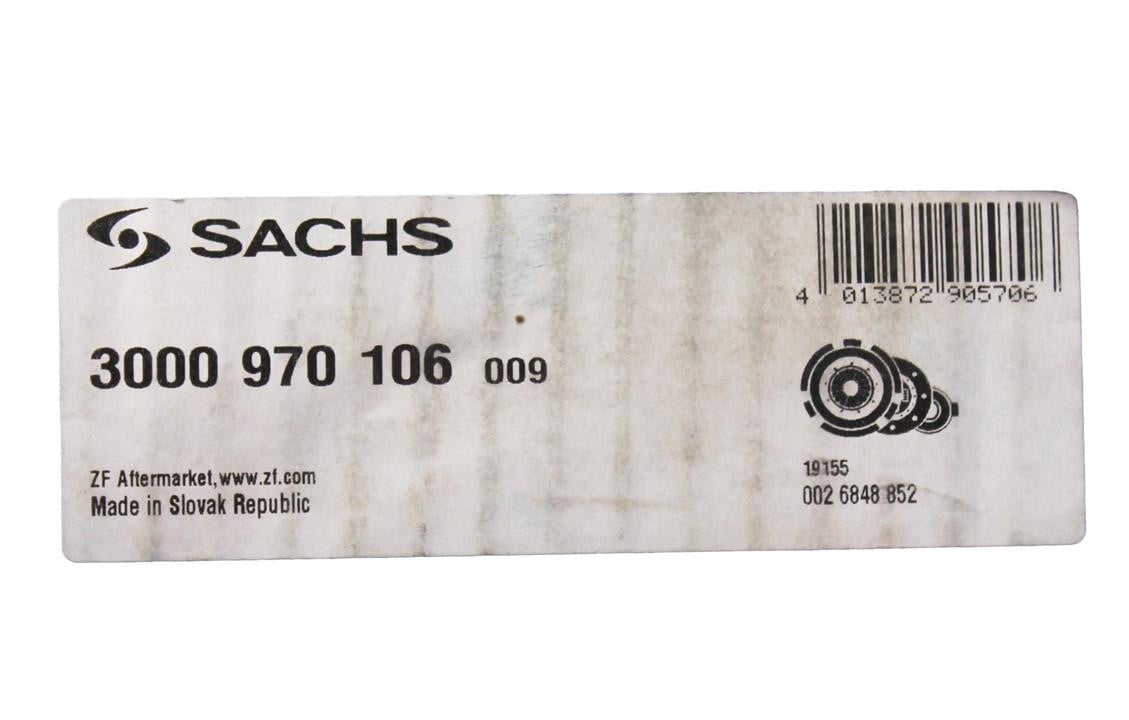 SACHS
4 013872 905706
3000 970 106 009
ZF Aftermarket,www.zf.com
Made in Slovak Republic
19155
002 6848 852